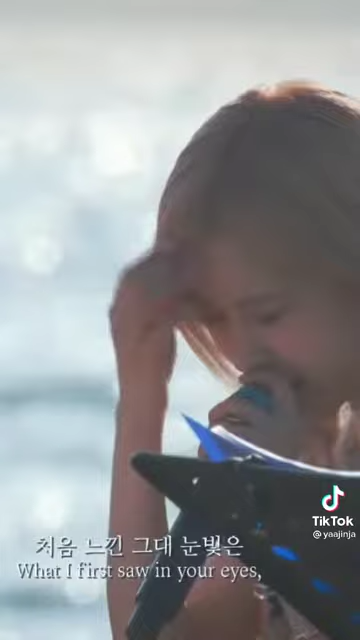 처음 느낀 그대 눈빛은
What I first saw in your eyes,
TikTok
@yaajinja